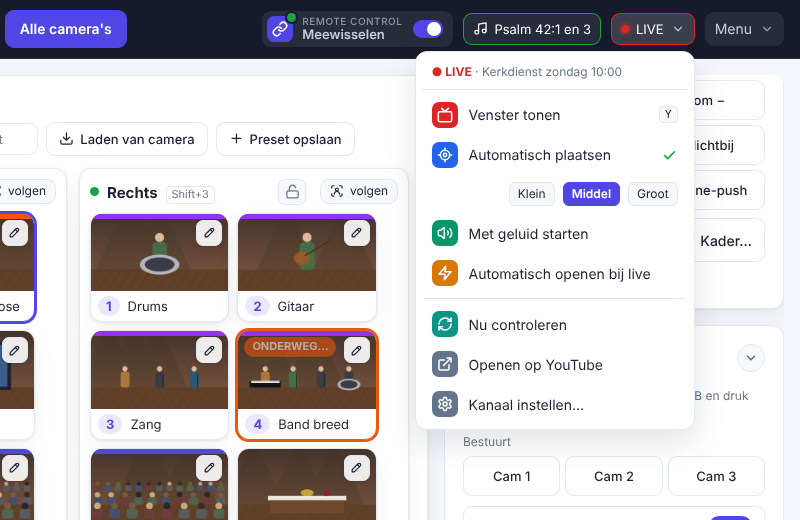 Alle camera's
REMOTE CONTROL
Meewisselen
Psalm 42:1 en 3
LIVE
Menu
LIVE · Kerkdienst zondag 10:00
Venster tonen
Y
Automatisch plaatsen
Klein
Middel
Groot
Met geluid starten
Automatisch openen bij live
Nu controleren
Openen op YouTube
Kanaal instellen...
Laden van camera
Preset opslaan
volgen
Rechts
Shift+3
volgen
1 Drums
2 Gitaar
3 Zang
ONDERWEG...
4 Band breed
Kader...
B en druk
Bestuurt
Cam 1
Cam 2
Cam 3